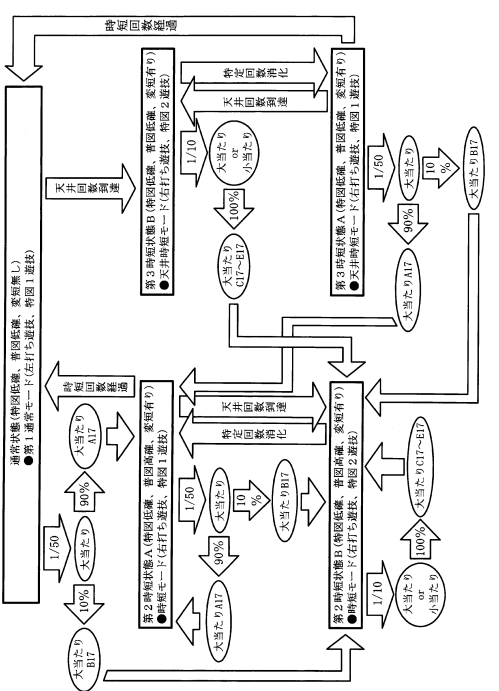 時短回数経過
通常状態(特図低確、普図低確、変短無し)
●第1通常モード(左打ち遊技、特図1遊技)
1/50
大当たり
10%
大当たり
B17
90%
大当たり
A17
時短回数経過
天井回数到達
第2時短状態A(特図低確、普図高確、変短有り)
●時短モード(右打ち遊技、特図1遊技)
1/50
大当たり
90%
大当たりA17
10
%
大当たりB17
特定回数消化
天井回数到達
第2時短状態B(特図低確、普図高確、変短有り)
●時短モード(右打ち遊技、特図2遊技)
1/10
大当たり
or
小当たり
100%
大当たりC17~E17
第3時短状態B(特図低確、普図低確、変短有り)
●天井時短モード(右打ち遊技、特図2遊技)
1/10
大当たり
or
小当たり
100%
大当たり
C17~E17
特定回数消化
天井回数到達
第3時短状態A(特図低確、普図低確、変短有り)
●天井時短モード(右打ち遊技、特図1遊技)
1/50
大当たり
90%
大当たりA17
10
%
大当たりB17